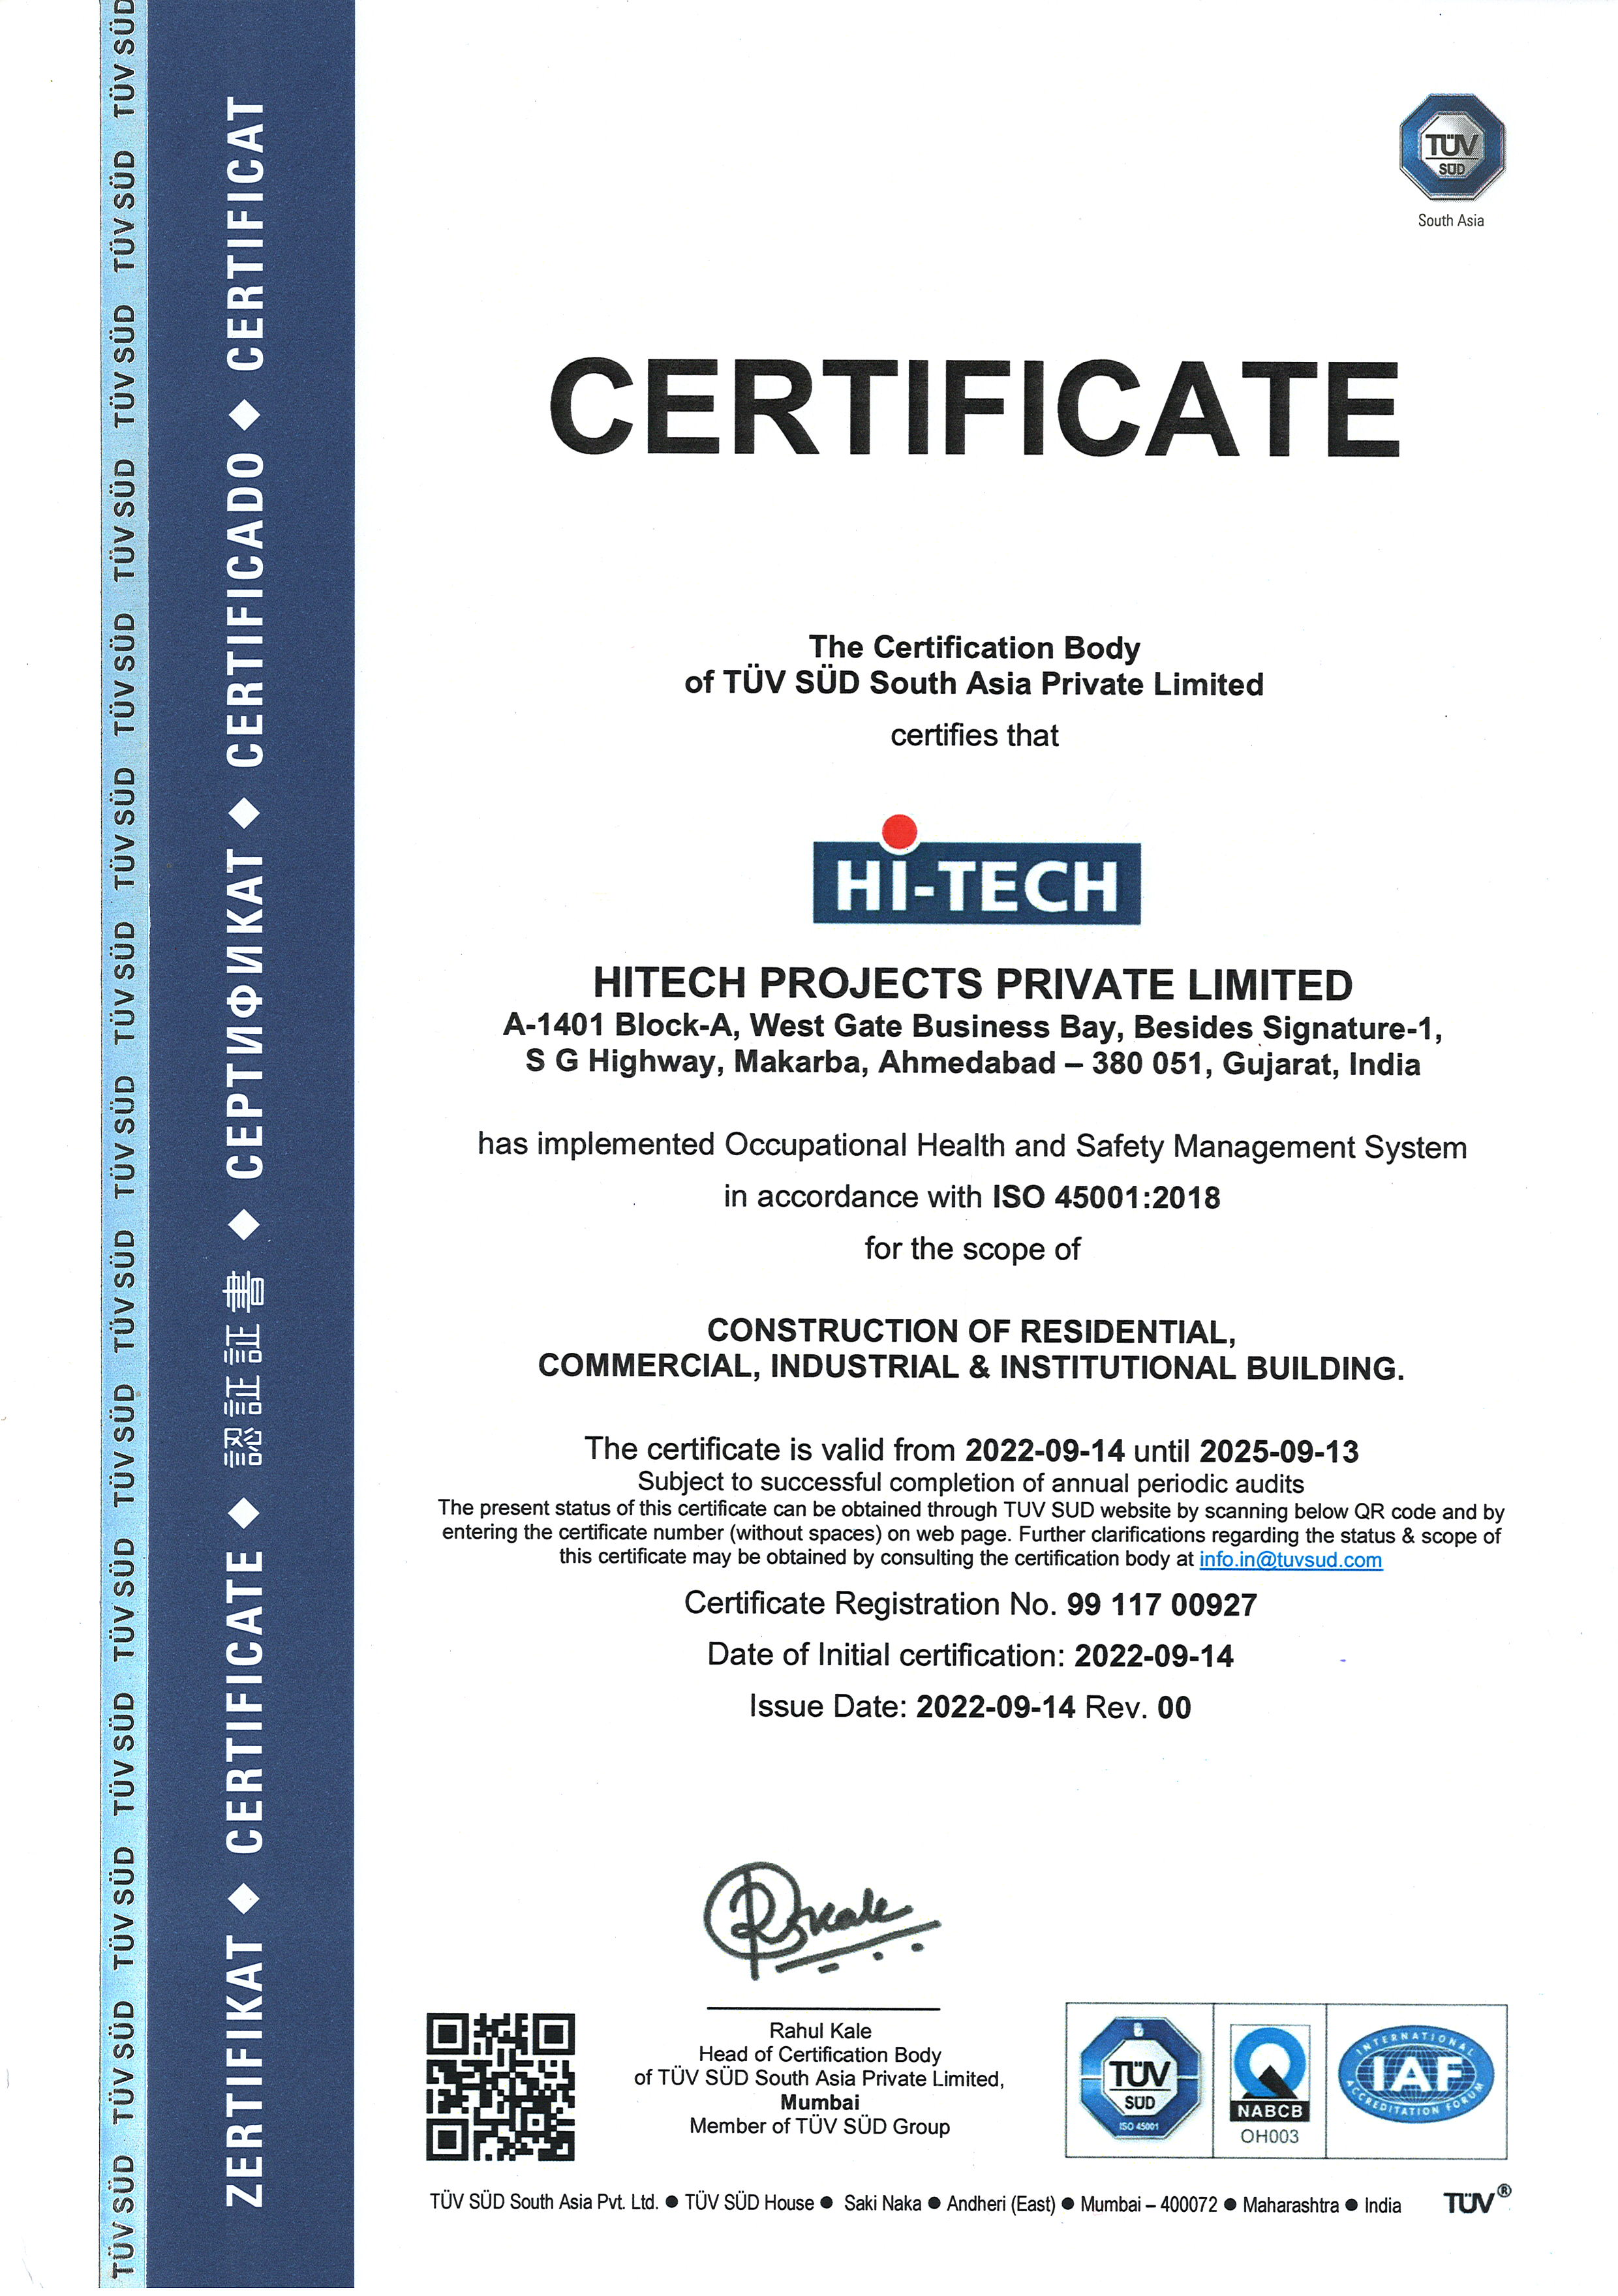 TÜV SÜD TÜV SÜD TÜV SÜD TÜV SÜD TÜV SÜD TÜV SÜD TÜV SÜD TÜV SÜD TÜV SÜD TÜV SÜD TÜV SÜD TÜV SÜD TÜV SÜD TÜV SÜD TÜV SÜD
ZERTIFIKAT ◆ CERTIFICATE ◆ 認証証書 ◆ СЕРТИФИКАТ ◆ CERTIFICADO ◆ CERTIFICAT
TÜV
SÜD
South Asia
CERTIFICATE
The Certification Body
of TÜV SÜD South Asia Private Limited
certifies that
Hi-TECH
HITECH PROJECTS PRIVATE LIMITED
A-1401 Block-A, West Gate Business Bay, Besides Signature-1,
S G Highway, Makarba, Ahmedabad – 380 051, Gujarat, India
has implemented Occupational Health and Safety Management System
in accordance with ISO 45001:2018
for the scope of
CONSTRUCTION OF RESIDENTIAL,
COMMERCIAL, INDUSTRIAL & INSTITUTIONAL BUILDING.
The certificate is valid from 2022-09-14 until 2025-09-13
Subject to successful completion of annual periodic audits
The present status of this certificate can be obtained through TUV SUD website by scanning below QR code and by
entering the certificate number (without spaces) on web page. Further clarifications regarding the status & scope of
this certificate may be obtained by consulting the certification body at info.in@tuvsud.com
Certificate Registration No. 99 117 00927
Date of Initial certification: 2022-09-14
Issue Date: 2022-09-14 Rev. 00
RKale
Rahul Kale
Head of Certification Body
of TÜV SÜD South Asia Private Limited,
Mumbai
Member of TÜV SÜD Group
TÜV
SÜD
ISO 45001
NABCB
OH003
INTERNATIONAL
IAF
ACCREDITATION FORUM
TÜV SÜD South Asia Pvt. Ltd. ● TÜV SÜD House ● Saki Naka ● Andheri (East) ● Mumbai – 400072 ● Maharashtra ● India
TÜV®